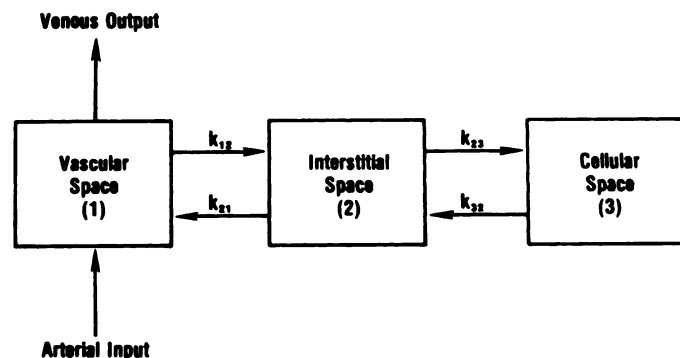 Venous Output
Vascular
Space
(1)
k₁₂
k₂₁
Interstitial
Space
(2)
k₂₃
k₃₂
Cellular
Space
(3)
Arterial Input